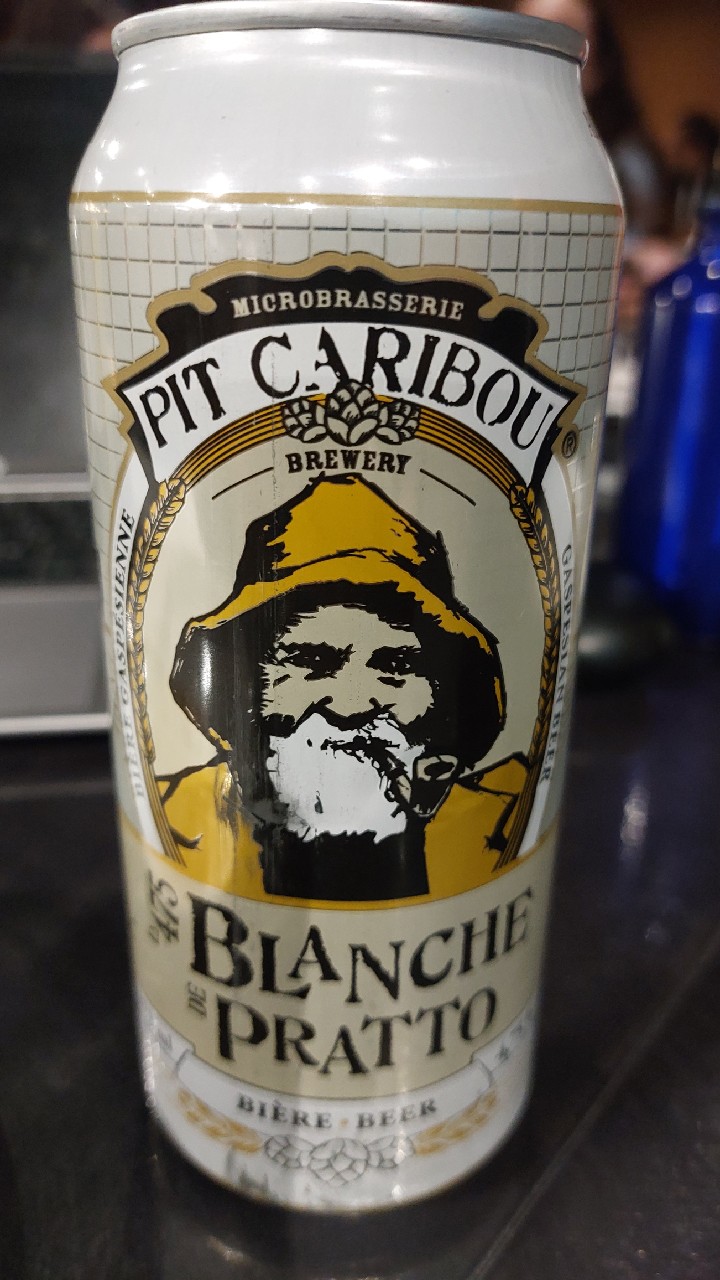 MICROBRASSERIE
PIT CARIBOU
®
BREWERY
BIÈRE GASPÉSIENNE
GASPESIAN BEER
BLANCHE
DE PRATTO
BIÈRE · BEER